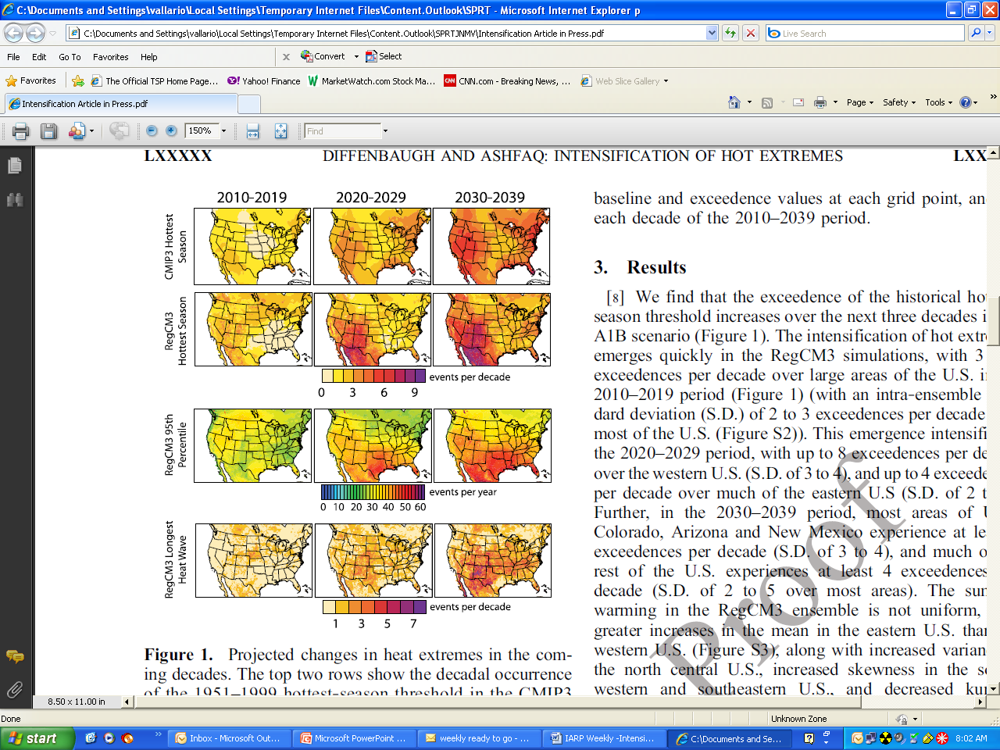 C:\Documents and Settings\vallario\Local Settings\Temporary Internet Files\Content.Outlook\SPRT - Microsoft Internet Explorer p
C:\Documents and Settings\vallario\Local Settings\Temporary Internet Files\Content.Outlook\SPRTJNMV\Intensification Article in Press.pdf
Live Search
File Edit Go To Favorites Help
Convert Select
Favorites The Official TSP Home Page... Yahoo! Finance MarketWatch.com Stock Ma... CNN.com - Breaking News, ... Web Slice Gallery
Intensification Article in Press.pdf
Page Safety Tools
150% Find
LXXXXX DIFFENBAUGH AND ASHFAQ: INTENSIFICATION OF HOT EXTREMES LXX
2010-2019 2020-2029 2030-2039
CMIP3 Hottest
Season
RegCM3
Hottest Season
events per decade
0 3 6 9
RegCM3 95th
Percentile
events per year
0 10 20 30 40 50 60
RegCM3 Longest
Heat Wave
events per decade
1 3 5 7
Figure 1. Projected changes in heat extremes in the com-
ing decades. The top two rows show the decadal occurrence
of the 1951–1999 hottest-season threshold in the CMIP3
baseline and exceedence values at each grid point, an
each decade of the 2010–2039 period.
3. Results
[8] We find that the exceedence of the historical ho
season threshold increases over the next three decades i
A1B scenario (Figure 1). The intensification of hot extr
emerges quickly in the RegCM3 simulations, with 3
exceedences per decade over large areas of the U.S. i
2010–2019 period (Figure 1) (with an intra-ensemble
dard deviation (S.D.) of 2 to 3 exceedences per decade
most of the U.S. (Figure S2)). This emergence intensifi
the 2020–2029 period, with up to 8 exceedences per de
over the western U.S. (S.D. of 3 to 4), and up to 4 exceede
per decade over much of the eastern U.S (S.D. of 2 t
Further, in the 2030–2039 period, most areas of U
Colorado, Arizona and New Mexico experience at le
exceedences per decade (S.D. of 3 to 4), and much o
rest of the U.S. experiences at least 4 exceedences
decade (S.D. of 2 to 5 over most areas). The sum
warming in the RegCM3 ensemble is not uniform,
greater increases in the mean in the eastern U.S. than
western U.S. (Figure S3), along with increased varian
the north central U.S., increased skewness in the so
western and southeastern U.S., and decreased kur
Proof
8.50 x 11.00 in
Done Unknown Zone
start Inbox - Microsoft Out... Microsoft PowerPoint ... weekly ready to go - ... IARP Weekly -Intensi... C:\Documents and Se... 8:02 AM